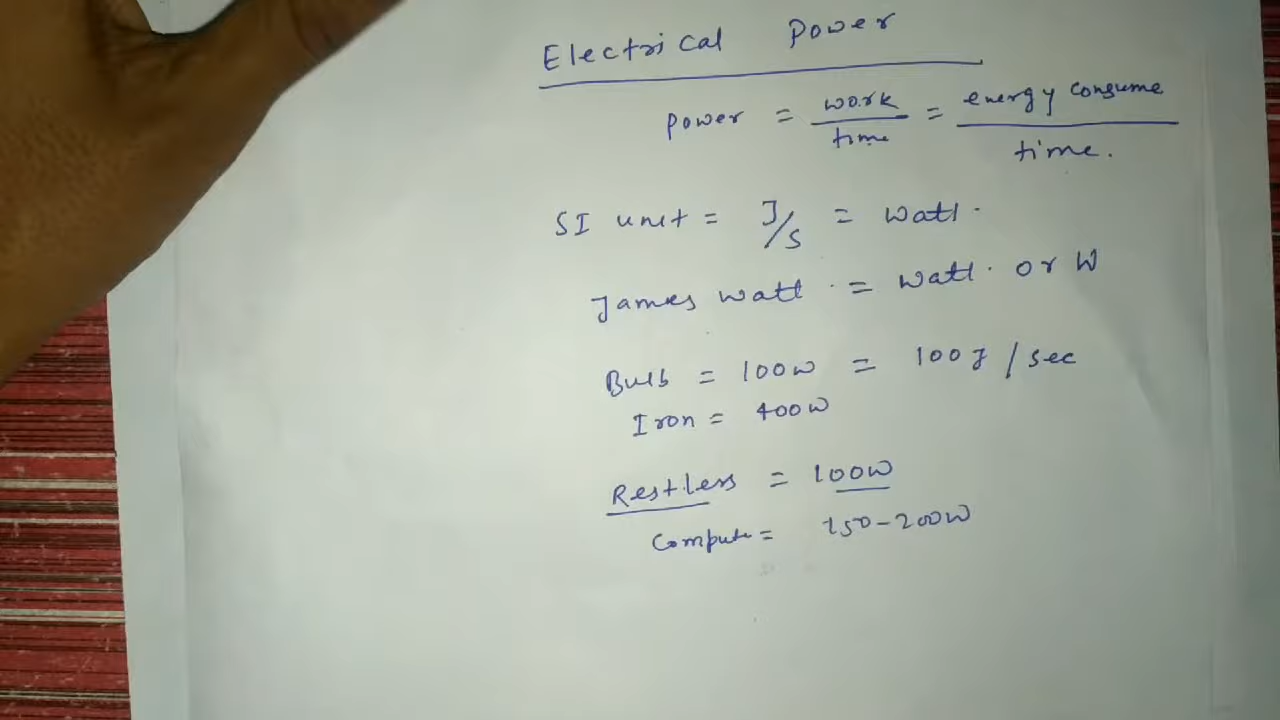 Electrical Power
power = work/time = energy consume/time.
SI unit = J/s = watt.
James watt = watt. or W
Bulb = 100W = 100J/sec
Iron = 400W
Restless = 100W
Compute = 150-200W